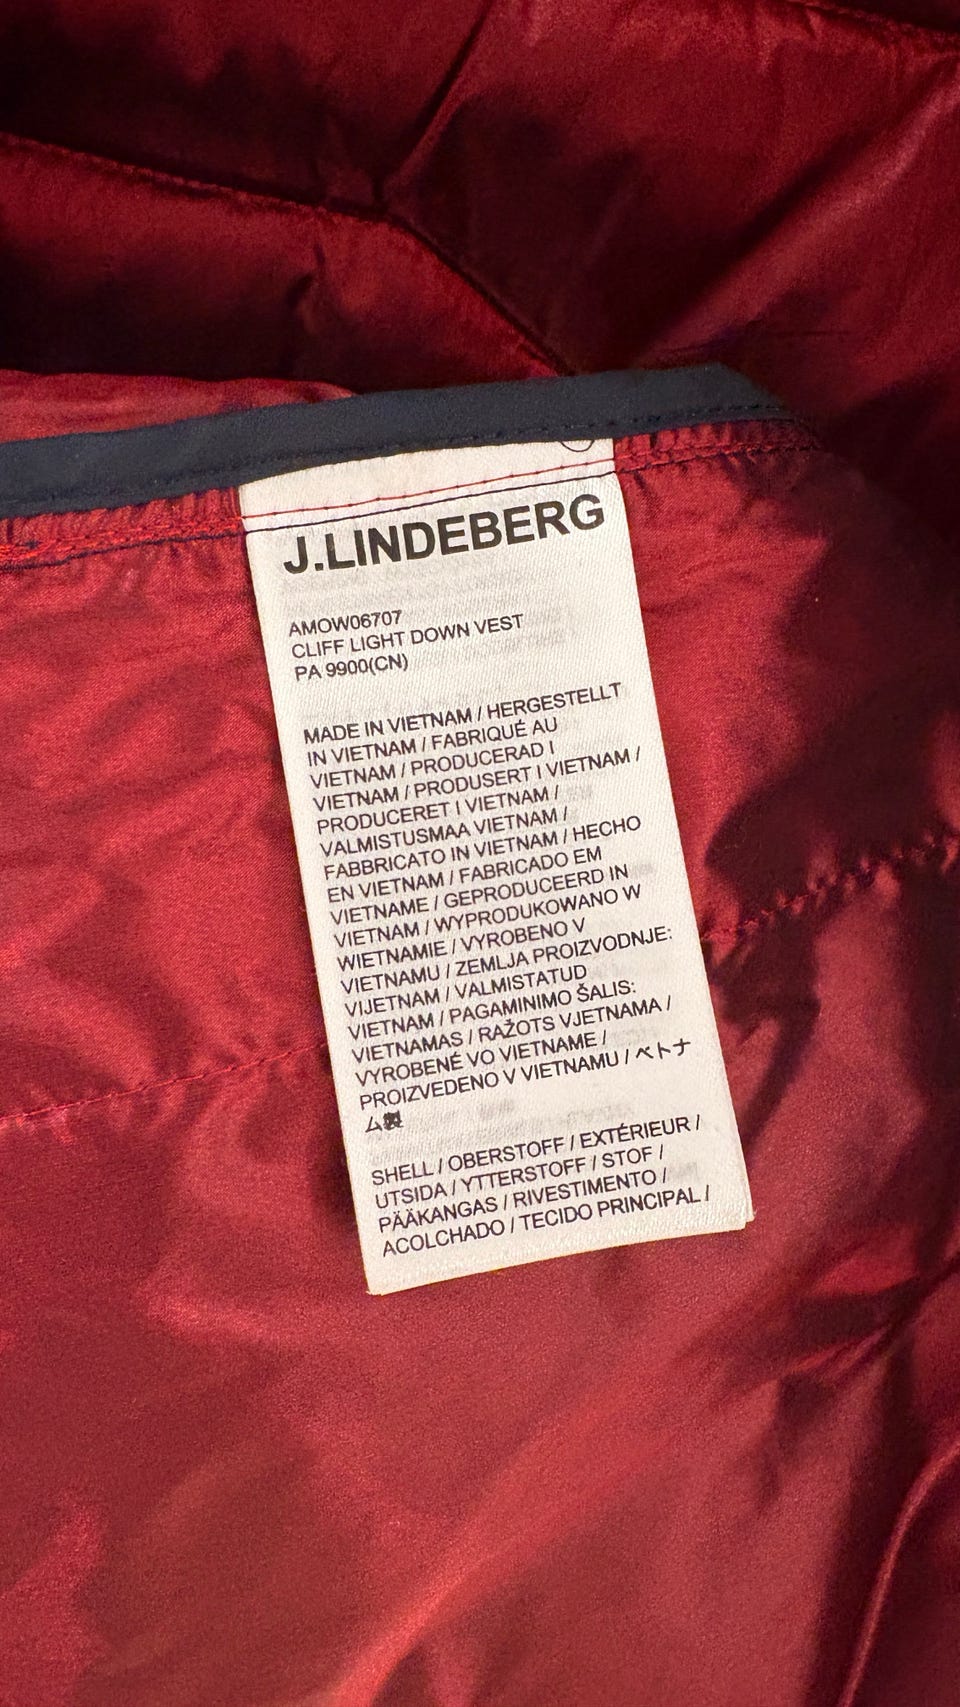 J.LINDEBERG
AMOW06707
CLIFF LIGHT DOWN VEST
PA 9900(CN)
MADE IN VIETNAM / HERGESTELLT
IN VIETNAM / FABRIQUÉ AU
VIETNAM / PRODUCERAD I
VIETNAM / PRODUSERT I VIETNAM /
PRODUCERET I VIETNAM /
VALMISTUSMAA VIETNAM /
FABBRICATO IN VIETNAM / HECHO
EN VIETNAM / FABRICADO EM
VIETNAME / GEPRODUCEERD IN
VIETNAM / WYPRODUKOWANO W
WIETNAMIE / VYROBENO V
VIETNAMU / ZEMLJA PROIZVODNJE:
VIJETNAM / VALMISTATUD
VIETNAM / PAGAMINIMO ŠALIS:
VIETNAMAS / RAŽOTS VJETNAMA /
VYROBENÉ VO VIETNAME /
PROIZVEDENO V VIETNAMU / ベトナ
ム製
SHELL / OBERSTOFF / EXTÉRIEUR /
UTSIDA / YTTERSTOFF / STOF /
PÄÄKANGAS / RIVESTIMENTO /
ACOLCHADO / TECIDO PRINCIPAL /